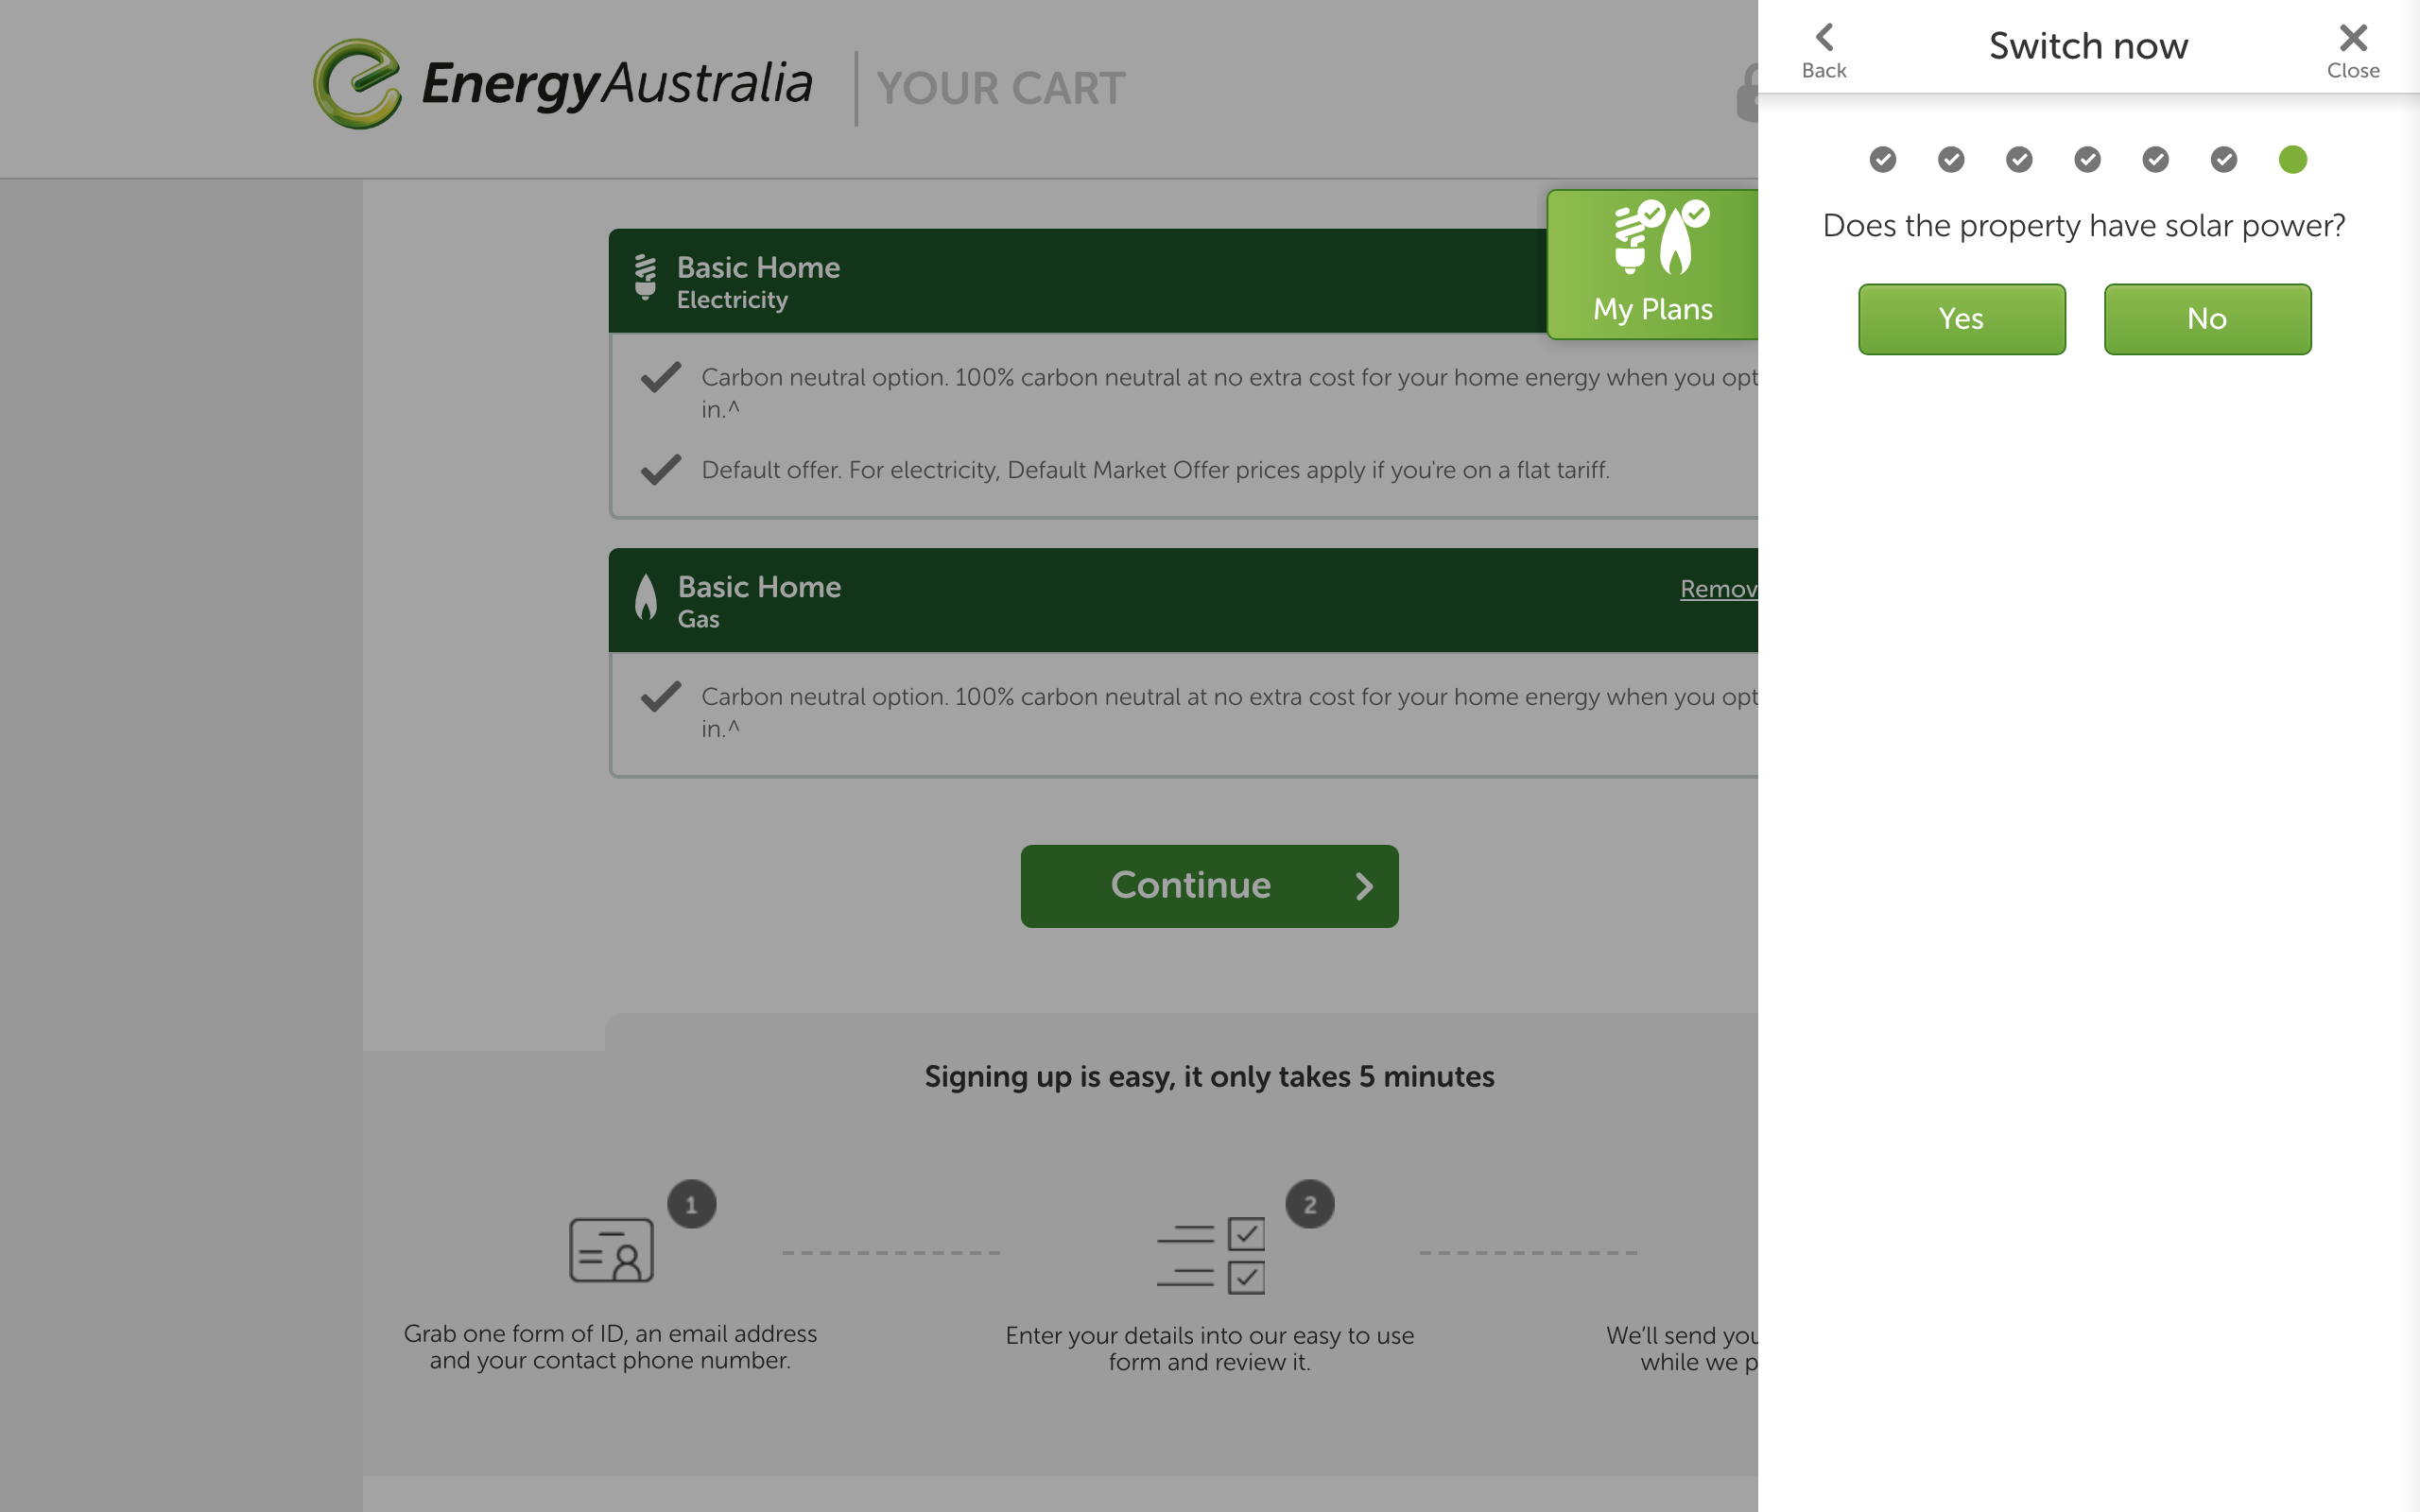 EnergyAustralia
YOUR CART
Basic Home
Electricity
Carbon neutral option. 100% carbon neutral at no extra cost for your home energy when you opt
in.^
Default offer. For electricity, Default Market Offer prices apply if you're on a flat tariff.
Basic Home
Gas
Remov
Carbon neutral option. 100% carbon neutral at no extra cost for your home energy when you opt
in.^
Continue
Signing up is easy, it only takes 5 minutes
1
Grab one form of ID, an email address
and your contact phone number.
2
Enter your details into our easy to use
form and review it.
We'll send you
while we p
My Plans
Back
Switch now
Close
Does the property have solar power?
Yes
No